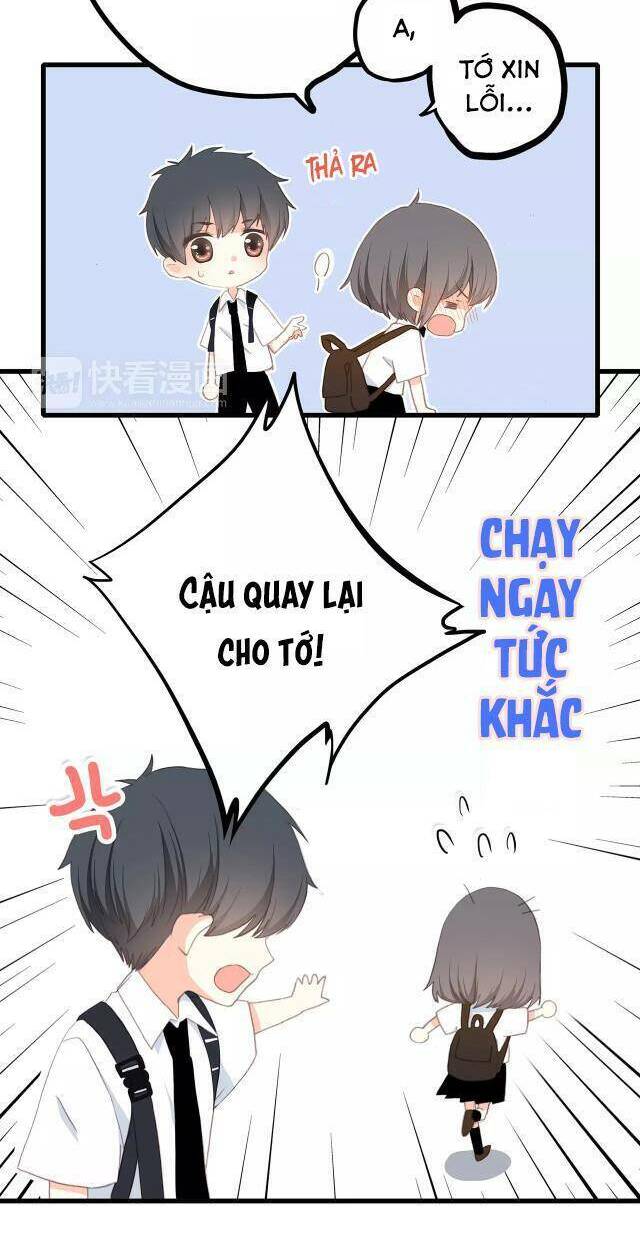 A,
TỚ XIN
LỖI...
THẢ RA
快看漫画
CẬU QUAY LẠI
CHO TỚ!
CHẠY
NGAY
TỨC
KHẮC